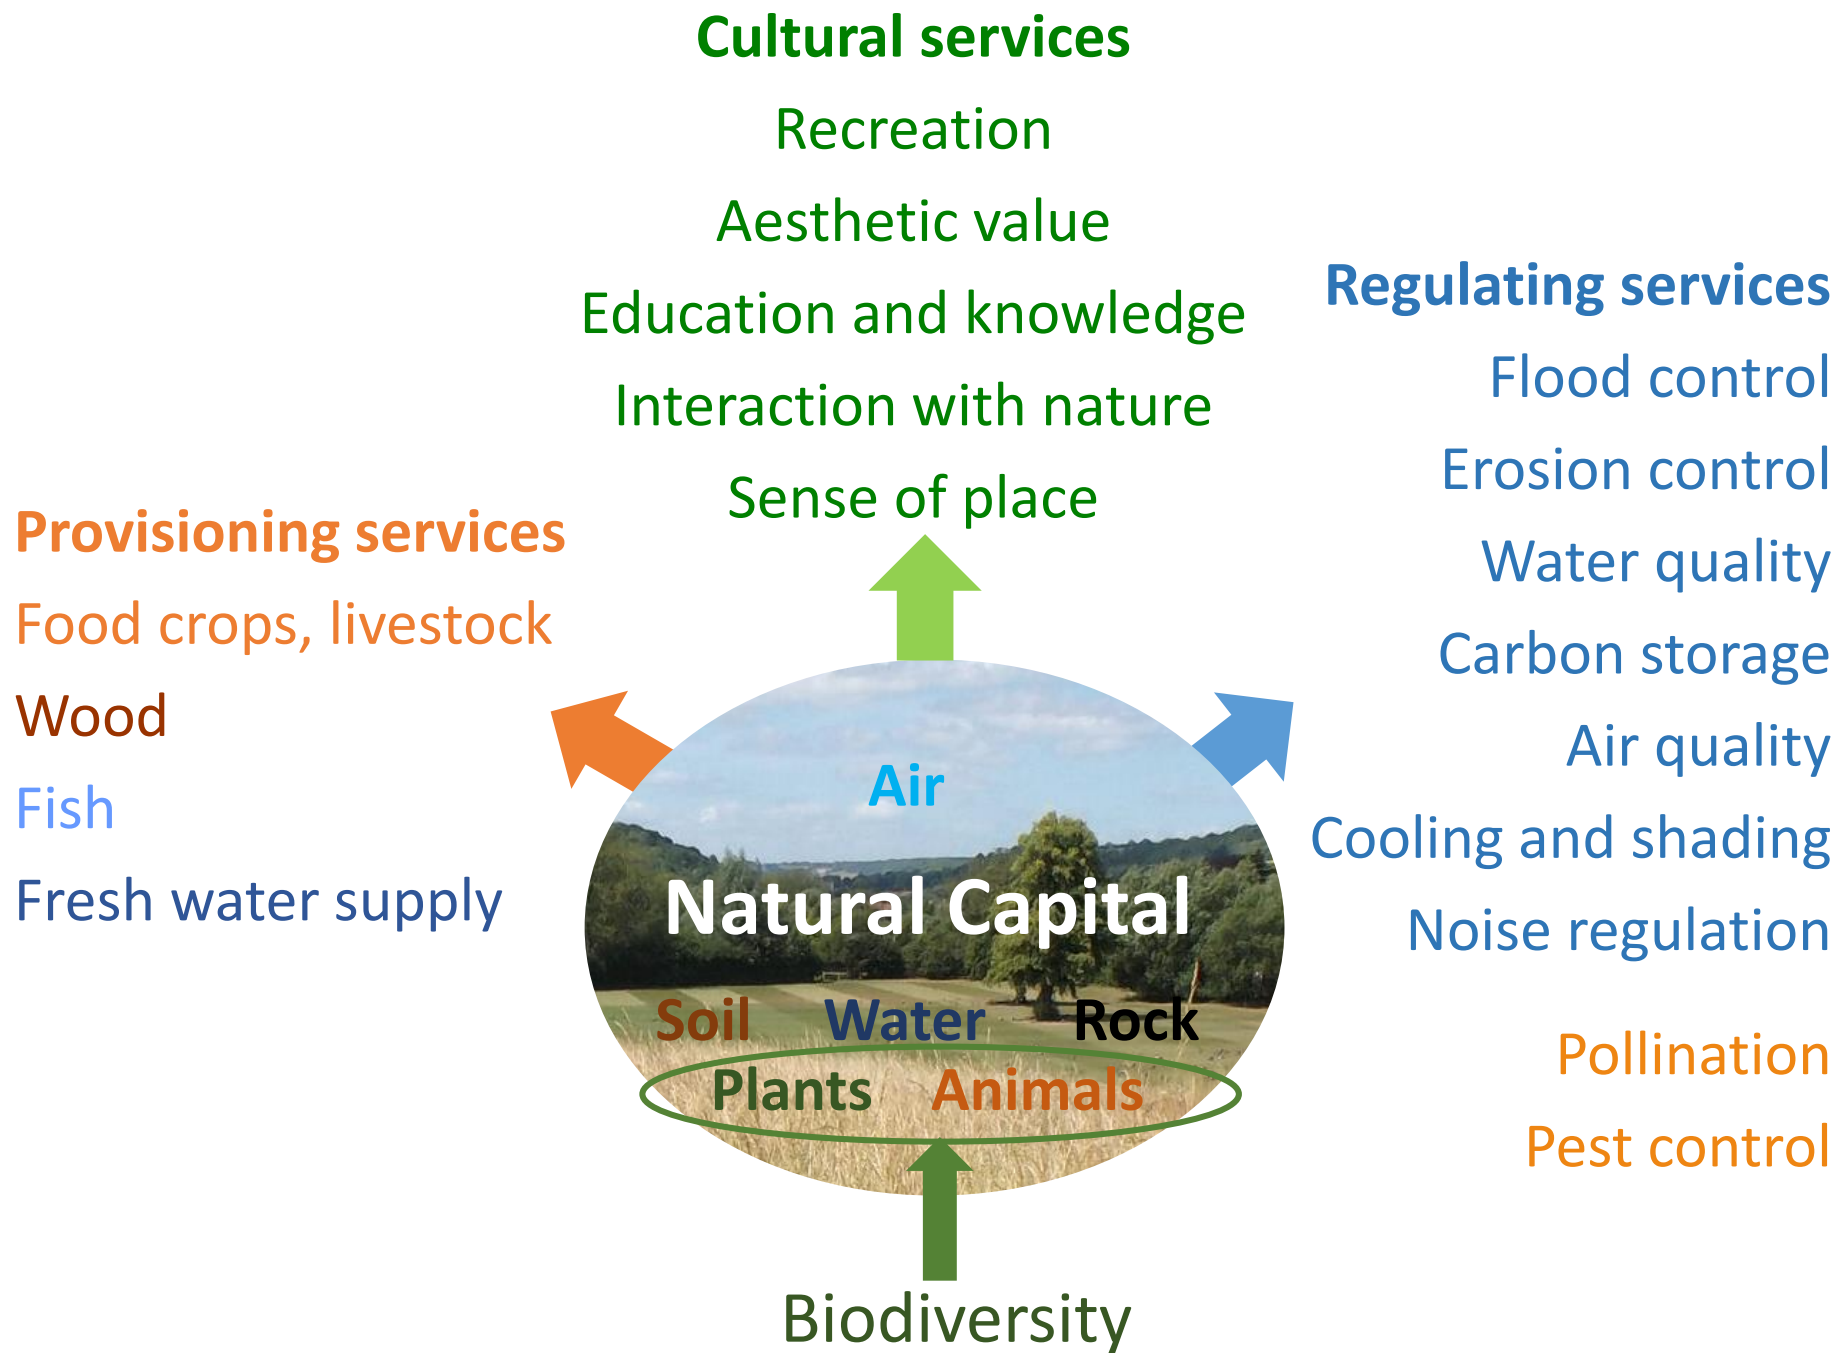 Cultural services
Recreation
Aesthetic value
Education and knowledge
Interaction with nature
Sense of place
Provisioning services
Food crops, livestock
Wood
Fish
Fresh water supply
Regulating services
Flood control
Erosion control
Water quality
Carbon storage
Air quality
Cooling and shading
Noise regulation
Pollination
Pest control
Air
Natural Capital
Soil Water Rock
Plants Animals
Biodiversity